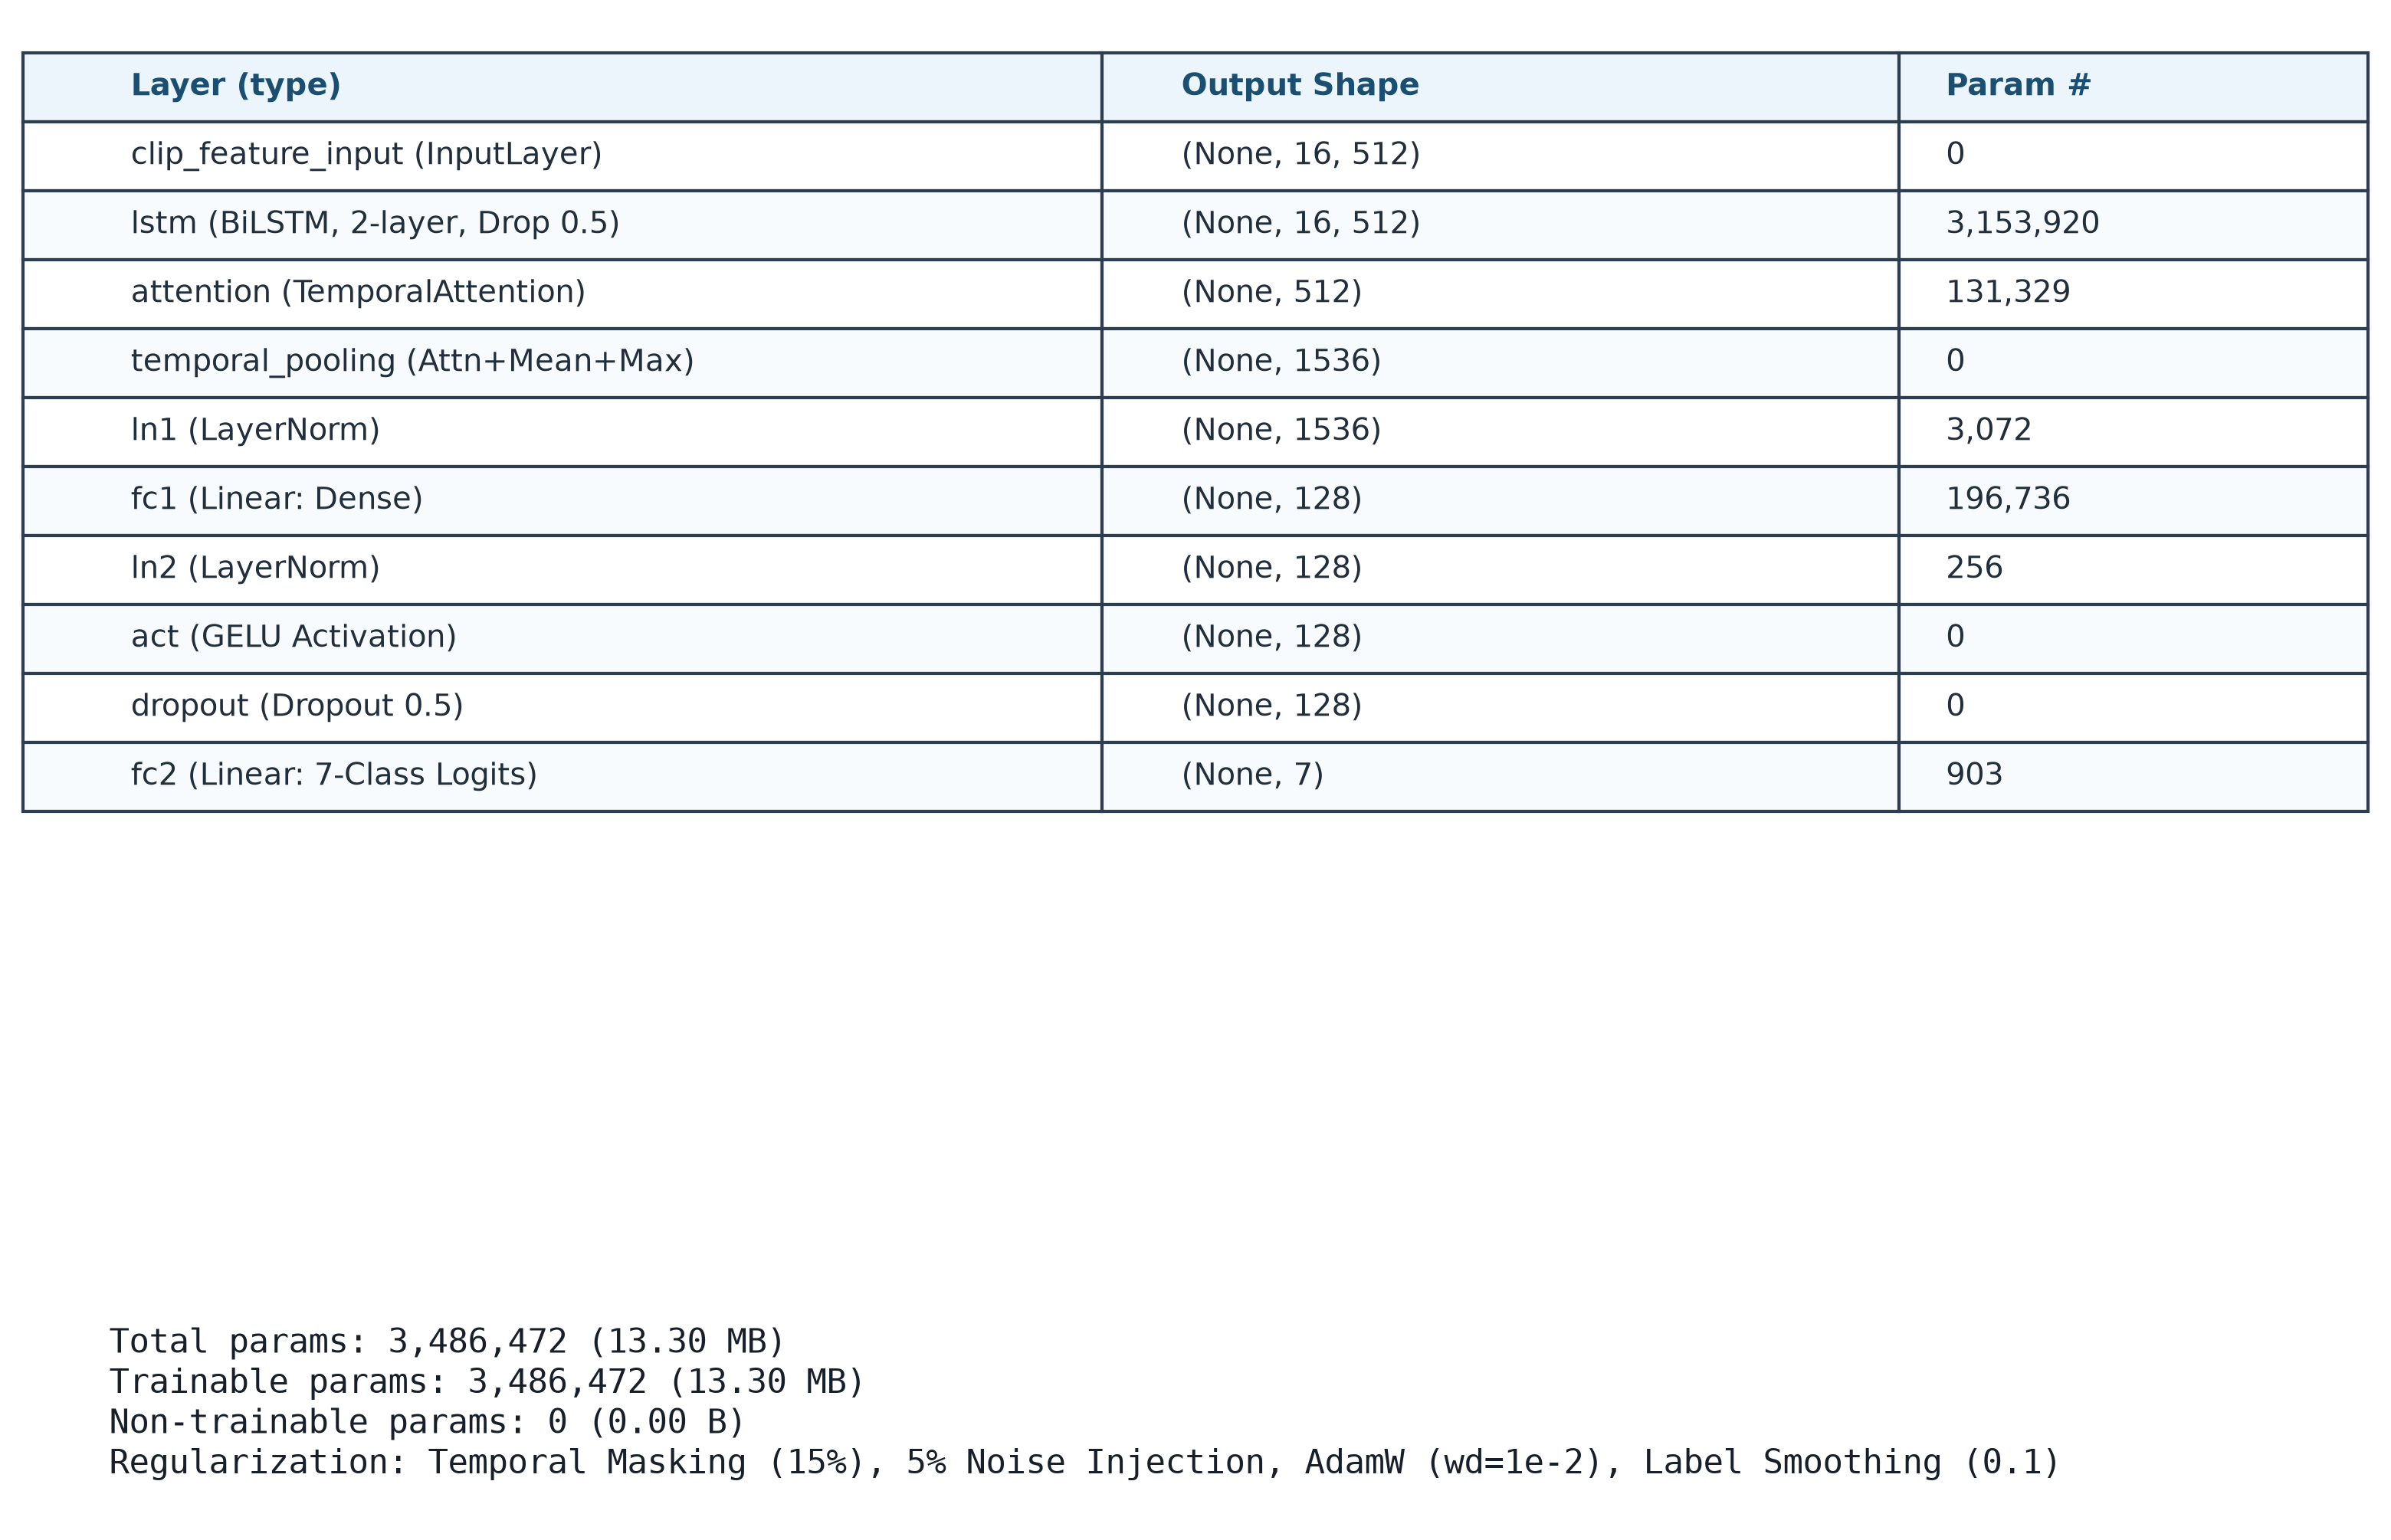 Layer (type) Output Shape Param #
clip_feature_input (InputLayer) (None, 16, 512) 0
lstm (BiLSTM, 2-layer, Drop 0.5) (None, 16, 512) 3,153,920
attention (TemporalAttention) (None, 512) 131,329
temporal_pooling (Attn+Mean+Max) (None, 1536) 0
ln1 (LayerNorm) (None, 1536) 3,072
fc1 (Linear: Dense) (None, 128) 196,736
ln2 (LayerNorm) (None, 128) 256
act (GELU Activation) (None, 128) 0
dropout (Dropout 0.5) (None, 128) 0
fc2 (Linear: 7-Class Logits) (None, 7) 903
Total params: 3,486,472 (13.30 MB)
Trainable params: 3,486,472 (13.30 MB)
Non-trainable params: 0 (0.00 B)
Regularization: Temporal Masking (15%), 5% Noise Injection, AdamW (wd=1e-2), Label Smoothing (0.1)